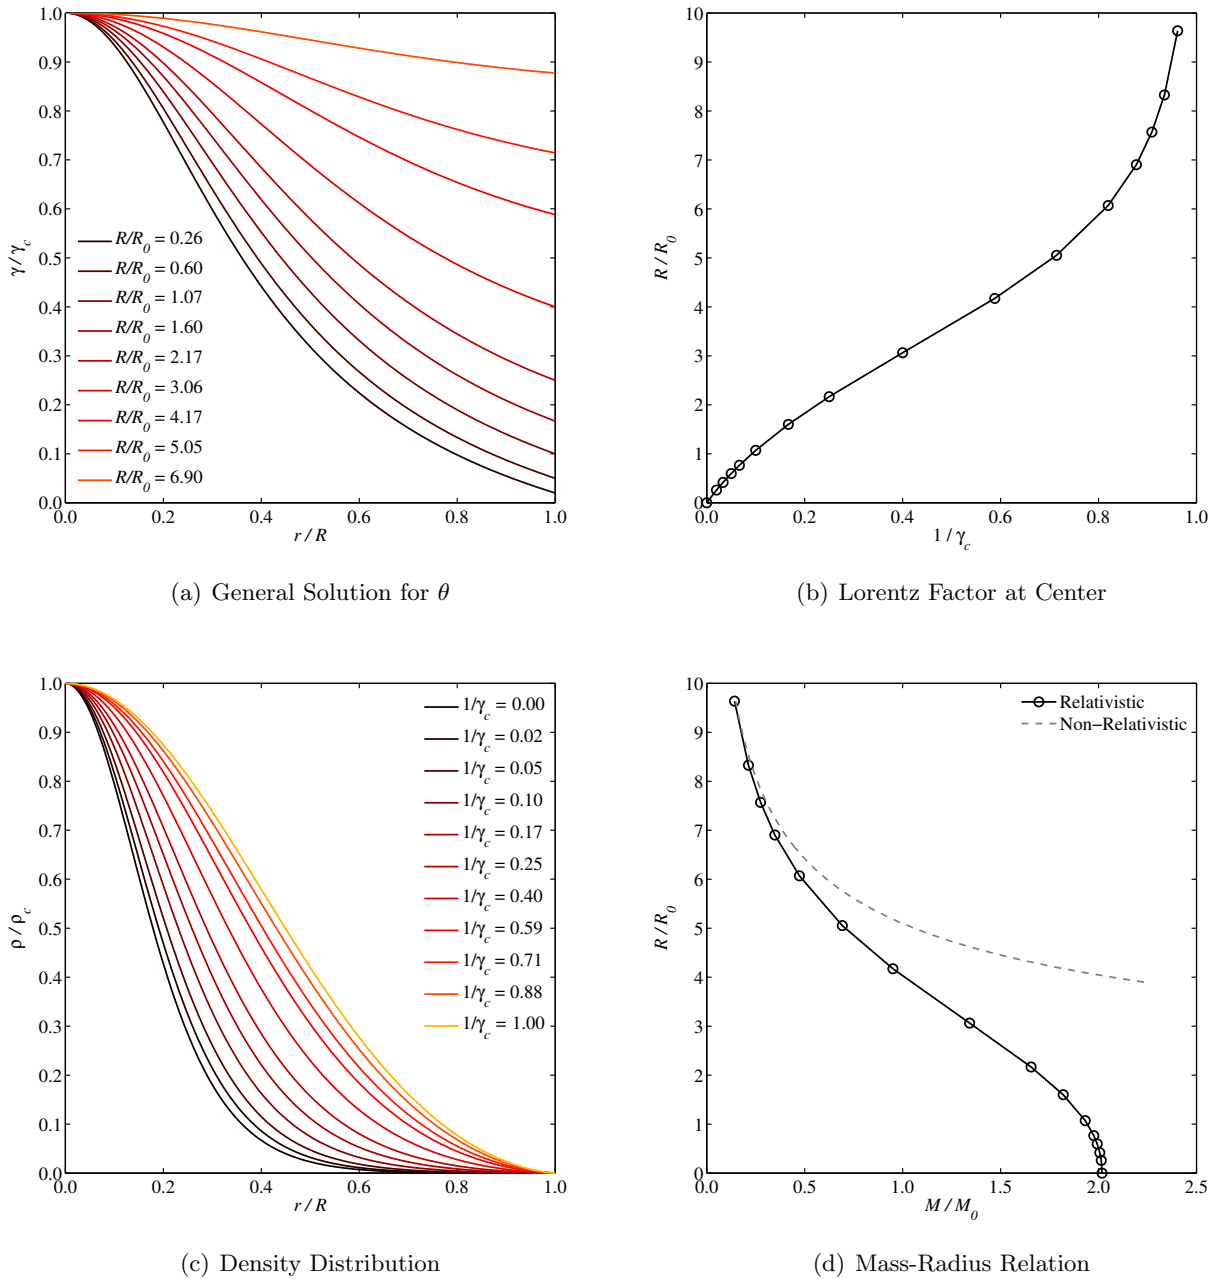 1.0
0.9
0.8
0.7
0.6
0.5
0.4
0.3
0.2
0.1
0.0
γ / γc
R/R0 = 0.26
R/R0 = 0.60
R/R0 = 1.07
R/R0 = 1.60
R/R0 = 2.17
R/R0 = 3.06
R/R0 = 4.17
R/R0 = 5.05
R/R0 = 6.90
0.0 0.2 0.4 0.6 0.8 1.0
r / R
(a) General Solution for θ
10
9
8
7
6
5
4
3
2
1
0
R / R0
0.0 0.2 0.4 0.6 0.8 1.0
1 / γc
(b) Lorentz Factor at Center
1.0
0.9
0.8
0.7
0.6
0.5
0.4
0.3
0.2
0.1
0.0
ρ / ρc
1/γc = 0.00
1/γc = 0.02
1/γc = 0.05
1/γc = 0.10
1/γc = 0.17
1/γc = 0.25
1/γc = 0.40
1/γc = 0.59
1/γc = 0.71
1/γc = 0.88
1/γc = 1.00
0.0 0.2 0.4 0.6 0.8 1.0
r / R
(c) Density Distribution
10
9
8
7
6
5
4
3
2
1
0
R / R0
Relativistic
Non−Relativistic
0.0 0.5 1.0 1.5 2.0 2.5
M / M0
(d) Mass-Radius Relation